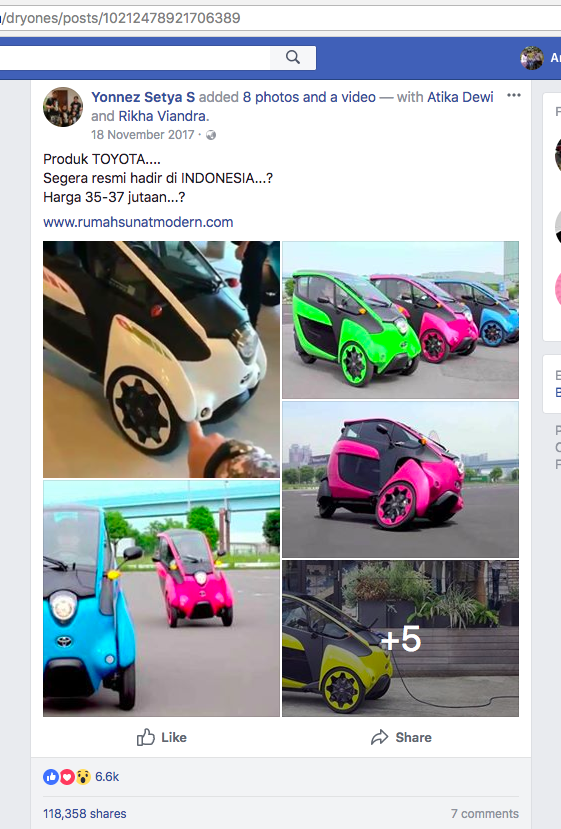 /dryones/posts/10212478921706389
Yonnez Setya S added 8 photos and a video — with Atika Dewi
and Rikha Viandra.
18 November 2017 ·
Produk TOYOTA....
Segera resmi hadir di INDONESIA...?
Harga 35-37 jutaan...?
www.rumahsunatmodern.com
+5
Like
Share
6.6k
118,358 shares
7 comments